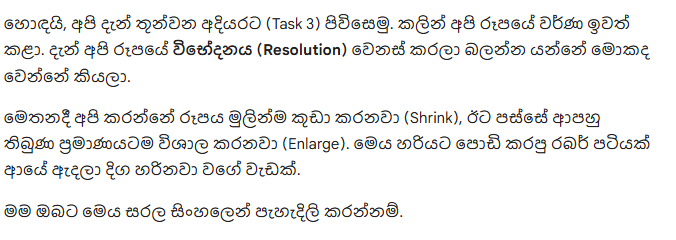 හොඳයි, අපි දැන් තුන්වන අදියරට (Task 3) පිවිසෙමු. කලින් අපි රූපයේ වර්ණ ඉවත්
කළා. දැන් අපි රූපයේ විභේදනය (Resolution) වෙනස් කරලා බලන්න යන්නේ මොකද
වෙන්නේ කියලා.
මෙතනදී අපි කරන්නේ රූපය මුලින්ම කුඩා කරනවා (Shrink), ඊට පස්සේ ආපහු
තිබුණ ප්‍රමාණයටම විශාල කරනවා (Enlarge). මෙය හරියට පොඩි කරපු රබර් පටියක්
ආයේ ඇදලා දිග හරිනවා වගේ වැඩක්.
මම ඔබට මෙය සරල සිංහලෙන් පැහැදිලි කරන්නම්.